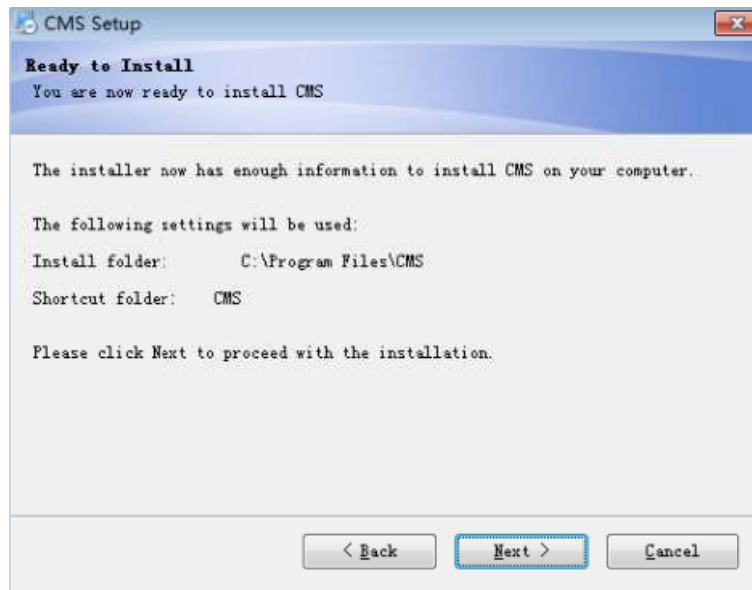 CMS Setup
Ready to Install
You are now ready to install CMS
The installer now has enough information to install CMS on your computer.
The following settings will be used:
Install folder: C:\Program Files\CMS
Shortcut folder: CMS
Please click Next to proceed with the installation.
< Back Next > Cancel